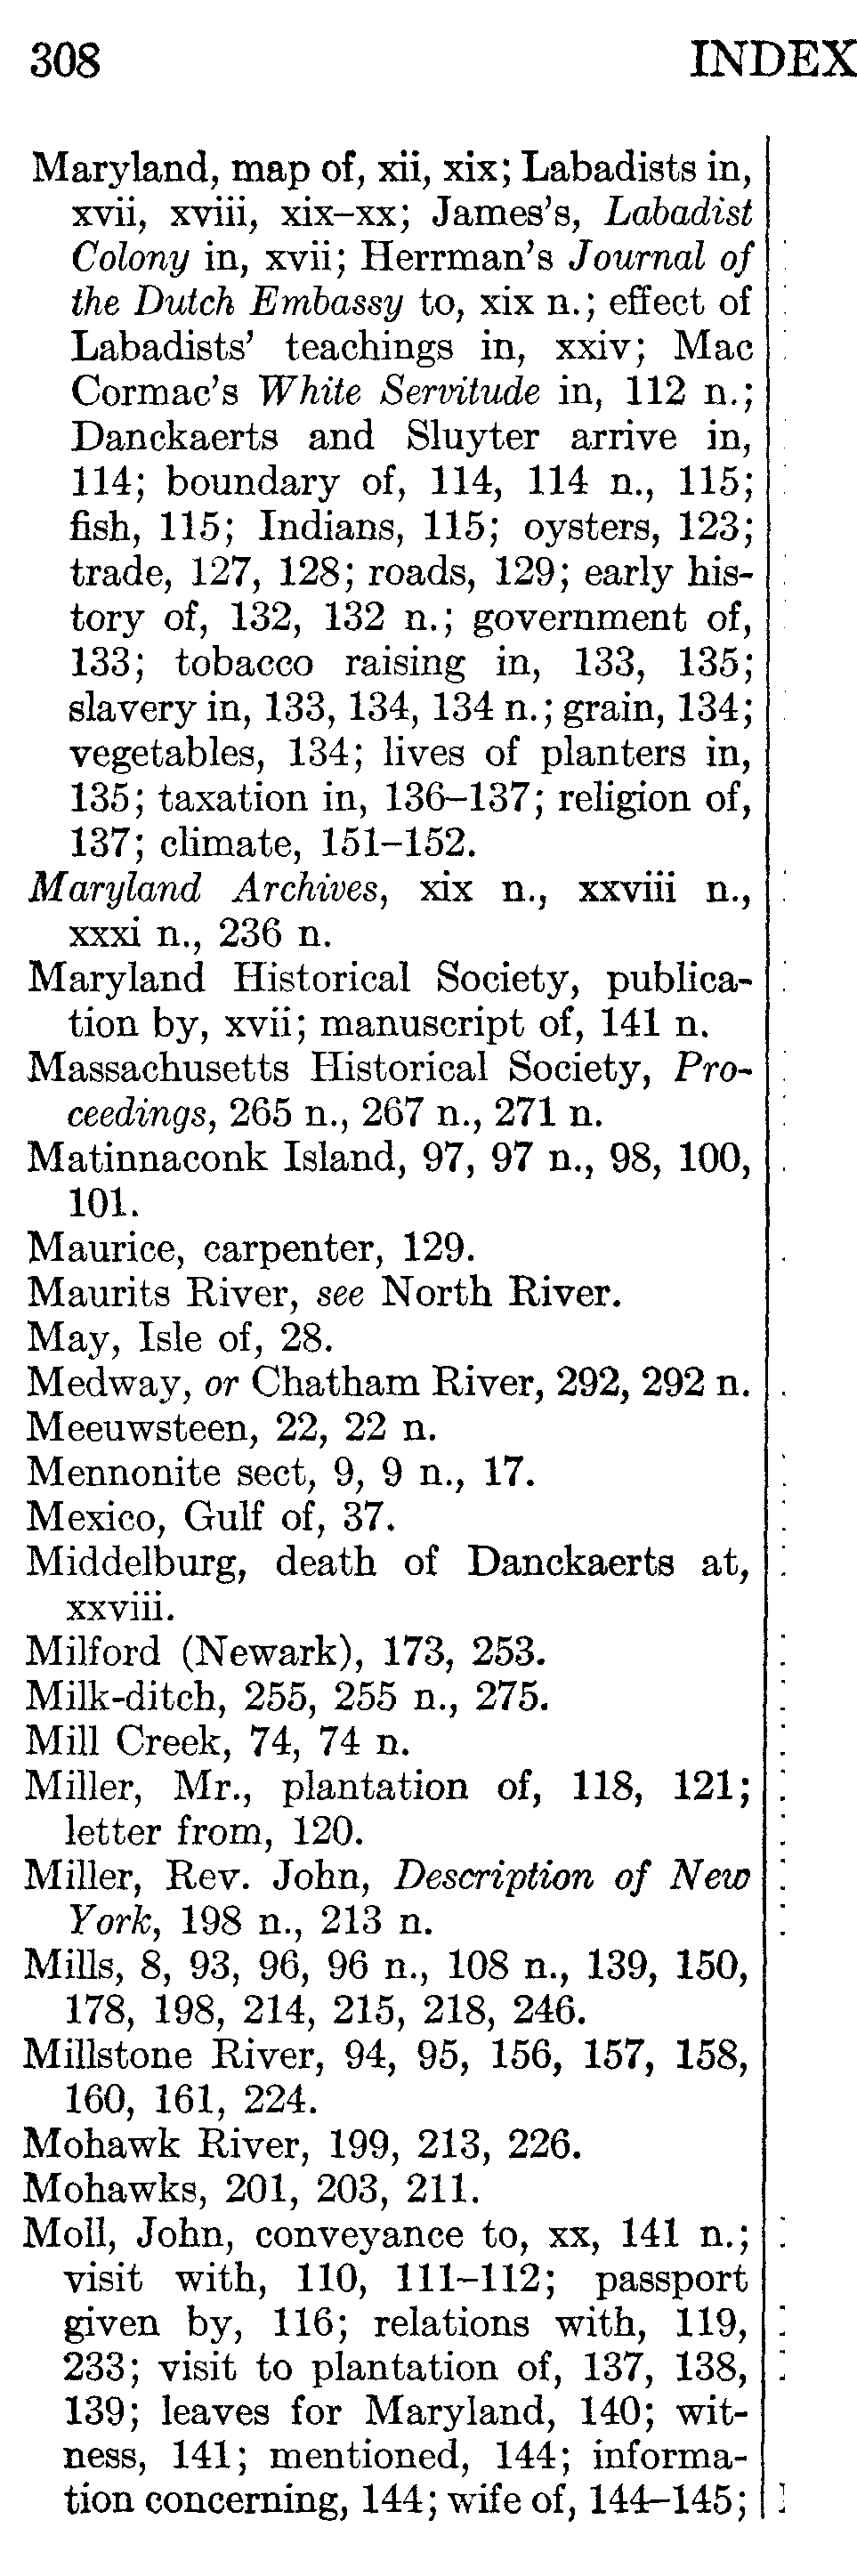 308 INDEX
Maryland, map of, xii, xix; Labadists in,
xvii, xviii, xix–xx; James's, Labadist
Colony in, xvii; Herrman's Journal of
the Dutch Embassy to, xix n.; effect of
Labadists' teachings in, xxiv; Mac
Cormac's White Servitude in, 112 n.;
Danckaerts and Sluyter arrive in,
114; boundary of, 114, 114 n., 115;
fish, 115; Indians, 115; oysters, 123;
trade, 127, 128; roads, 129; early his-
tory of, 132, 132 n.; government of,
133; tobacco raising in, 133, 135;
slavery in, 133, 134, 134 n.; grain, 134;
vegetables, 134; lives of planters in,
135; taxation in, 136–137; religion of,
137; climate, 151–152.
Maryland Archives, xix n., xxviii n.,
xxxi n., 236 n.
Maryland Historical Society, publica-
tion by, xvii; manuscript of, 141 n.
Massachusetts Historical Society, Pro-
ceedings, 265 n., 267 n., 271 n.
Matinnaconk Island, 97, 97 n., 98, 100,
101.
Maurice, carpenter, 129.
Maurits River, see North River.
May, Isle of, 28.
Medway, or Chatham River, 292, 292 n.
Meeuwsteen, 22, 22 n.
Mennonite sect, 9, 9 n., 17.
Mexico, Gulf of, 37.
Middelburg, death of Danckaerts at,
xxviii.
Milford (Newark), 173, 253.
Milk-ditch, 255, 255 n., 275.
Mill Creek, 74, 74 n.
Miller, Mr., plantation of, 118, 121;
letter from, 120.
Miller, Rev. John, Description of New
York, 198 n., 213 n.
Mills, 8, 93, 96, 96 n., 108 n., 139, 150,
178, 198, 214, 215, 218, 246.
Millstone River, 94, 95, 156, 157, 158,
160, 161, 224.
Mohawk River, 199, 213, 226.
Mohawks, 201, 203, 211.
Moll, John, conveyance to, xx, 141 n.;
visit with, 110, 111–112; passport
given by, 116; relations with, 119,
233; visit to plantation of, 137, 138,
139; leaves for Maryland, 140; wit-
ness, 141; mentioned, 144; informa-
tion concerning, 144; wife of, 144–145;